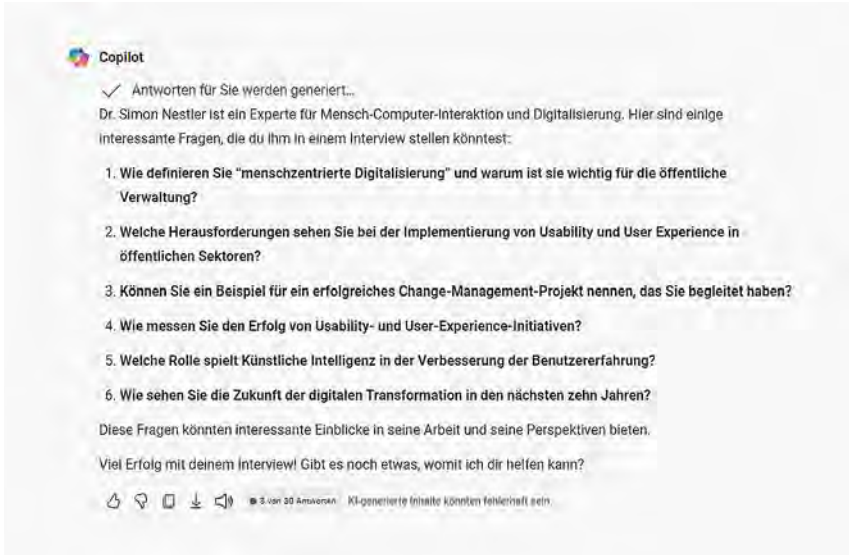 Copilot
Antworten für Sie werden generiert...
Dr. Simon Nestler ist ein Experte für Mensch-Computer-Interaktion und Digitalisierung. Hier sind einige
interessante Fragen, die du ihm in einem Interview stellen könntest:
1. Wie definieren Sie "menschzentrierte Digitalisierung" und warum ist sie wichtig für die öffentliche
Verwaltung?
2. Welche Herausforderungen sehen Sie bei der Implementierung von Usability und User Experience in
öffentlichen Sektoren?
3. Können Sie ein Beispiel für ein erfolgreiches Change-Management-Projekt nennen, das Sie begleitet haben?
4. Wie messen Sie den Erfolg von Usability- und User-Experience-Initiativen?
5. Welche Rolle spielt Künstliche Intelligenz in der Verbesserung der Benutzererfahrung?
6. Wie sehen Sie die Zukunft der digitalen Transformation in den nächsten zehn Jahren?
Diese Fragen könnten interessante Einblicke in seine Arbeit und seine Perspektiven bieten.
Viel Erfolg mit deinem Interview! Gibt es noch etwas, womit ich dir helfen kann?
von 30 Antworten KI-generierte Inhalte könnten fehlerhaft sein.